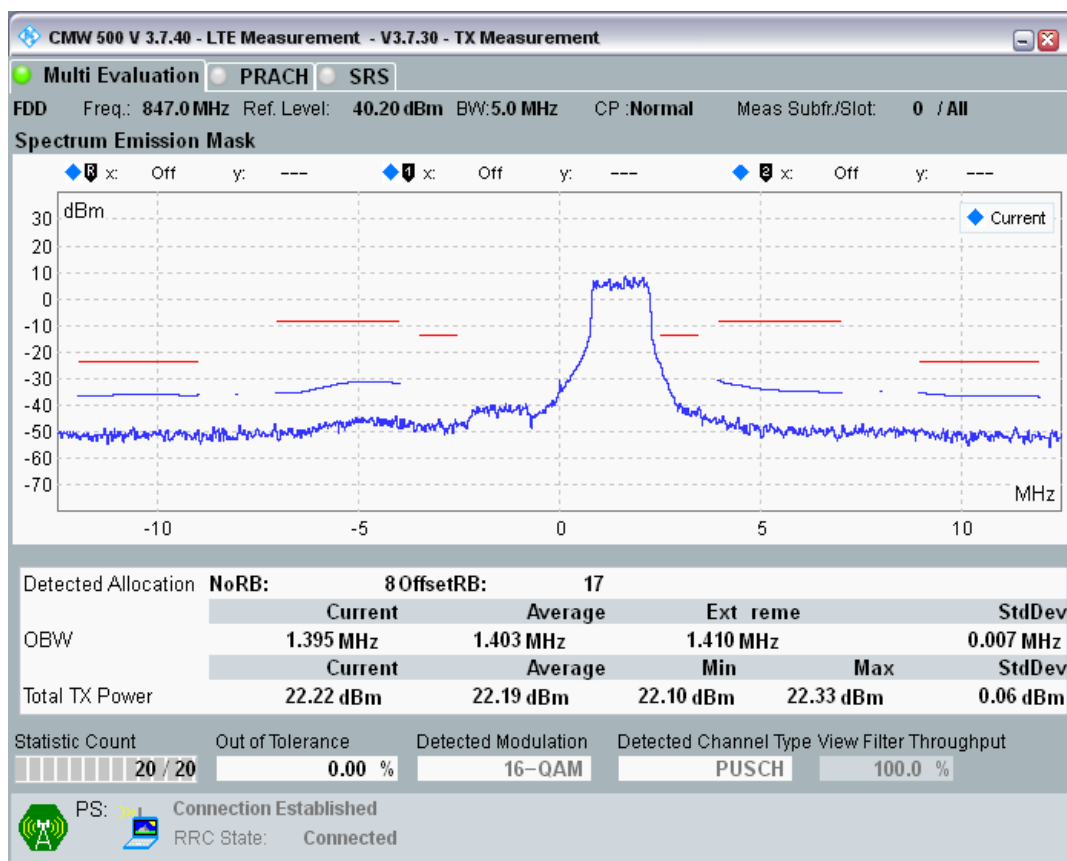 CMW 500 V 3.7.40 - LTE Measurement - V3.7.30 - TX Measurement
Multi Evaluation PRACH SRS
FDD Freq.: 847.0 MHz Ref. Level: 40.20 dBm BW:5.0 MHz CP :Normal Meas Subfr./Slot: 0 / All
Spectrum Emission Mask
R x: Off y: --- 1 x: Off y: --- 2 x: Off y: ---
dBm
Current
30
20
10
0
-10
-20
-30
-40
-50
-60
-70
MHz
-10 -5 0 5 10
Detected Allocation NoRB: 8 OffsetRB: 17
Current Average Ext reme StdDev
OBW 1.395 MHz 1.403 MHz 1.410 MHz 0.007 MHz
Current Average Min Max StdDev
Total TX Power 22.22 dBm 22.19 dBm 22.10 dBm 22.33 dBm 0.06 dBm
Statistic Count Out of Tolerance Detected Modulation Detected Channel Type View Filter Throughput
20 / 20 0.00 % 16-QAM PUSCH 100.0 %
PS: Connection Established
RRC State: Connected